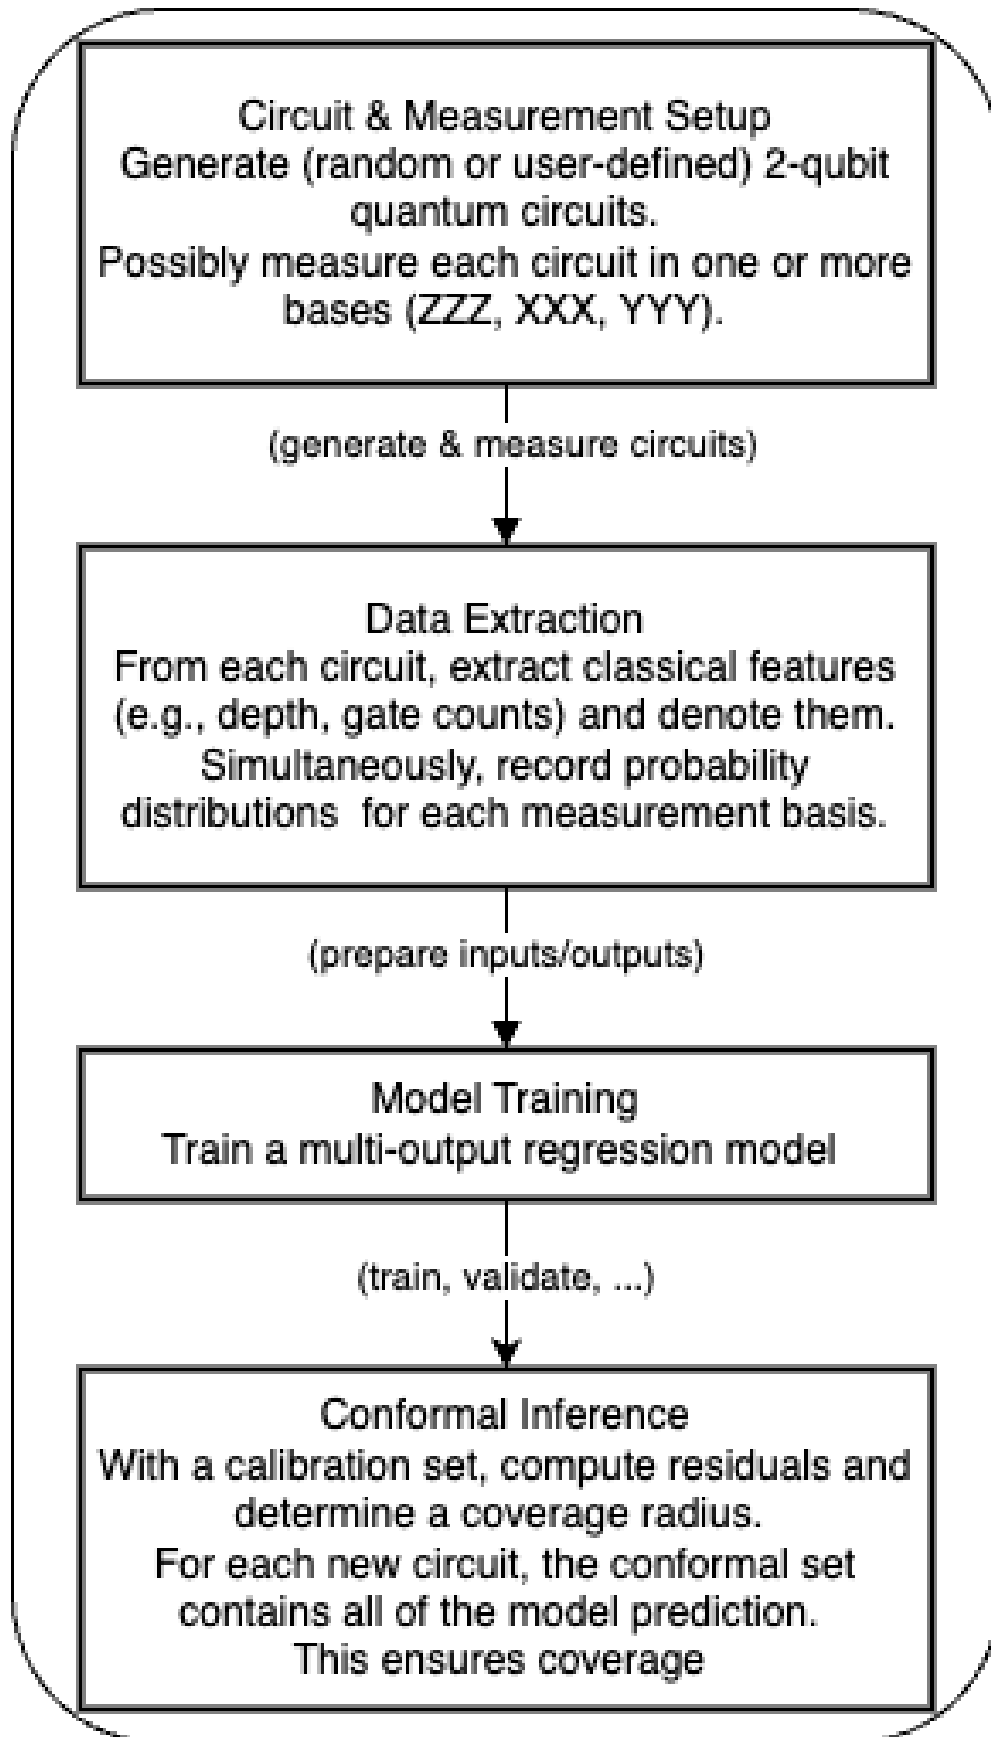 Circuit & Measurement Setup
Generate (random or user-defined) 2-qubit
quantum circuits.
Possibly measure each circuit in one or more
bases (ZZZ, XXX, YYY).
(generate & measure circuits)
Data Extraction
From each circuit, extract classical features
(e.g., depth, gate counts) and denote them.
Simultaneously, record probability
distributions  for each measurement basis.
(prepare inputs/outputs)
Model Training
Train a multi-output regression model
(train, validate, ...)
Conformal Inference
With a calibration set, compute residuals and
determine a coverage radius.
For each new circuit, the conformal set
contains all of the model prediction.
This ensures coverage